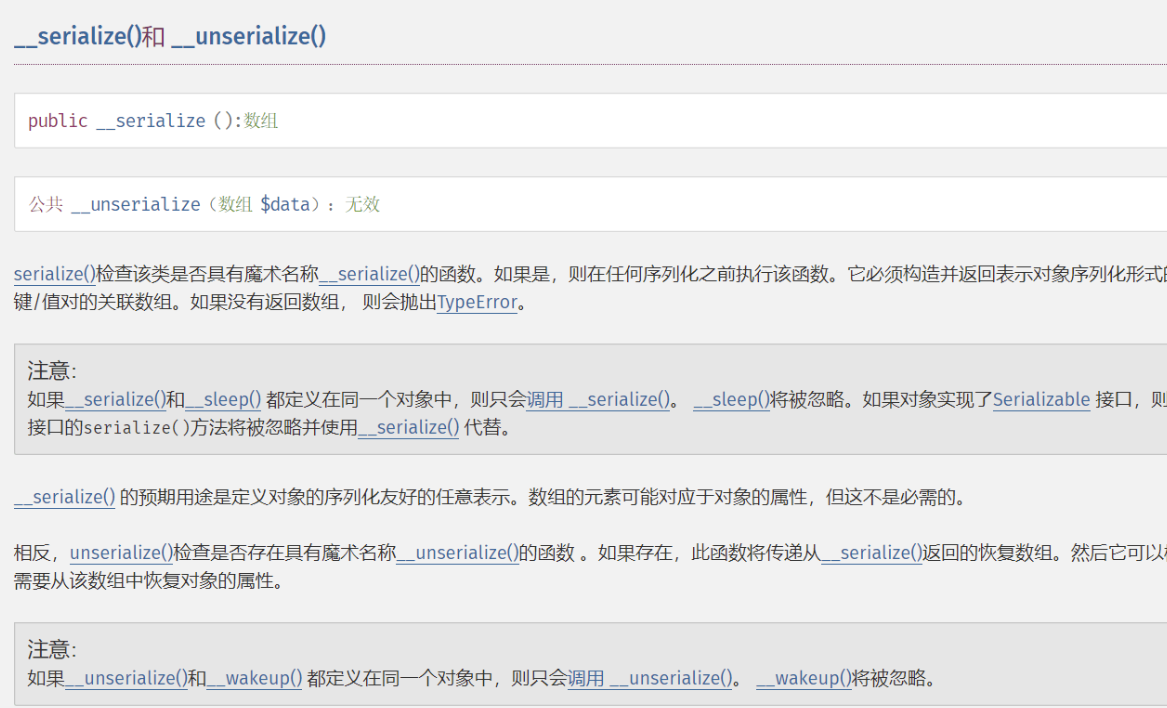 __serialize()和 __unserialize()
public __serialize ():数组
公共 __unserialize（数组 $data）：无效
serialize()检查该类是否具有魔术名称__serialize()的函数。如果是，则在任何序列化之前执行该函数。它必须构造并返回表示对象序列化形式的
键/值对的关联数组。如果没有返回数组， 则会抛出TypeError。
注意:
如果__serialize()和__sleep() 都定义在同一个对象中，则只会调用 __serialize()。 __sleep()将被忽略。如果对象实现了Serializable 接口，则
接口的serialize()方法将被忽略并使用__serialize() 代替。
__serialize() 的预期用途是定义对象的序列化友好的任意表示。数组的元素可能对应于对象的属性，但这不是必需的。
相反，unserialize()检查是否存在具有魔术名称__unserialize()的函数 。如果存在，此函数将传递从__serialize()返回的恢复数组。然后它可以
需要从该数组中恢复对象的属性。
注意:
如果__unserialize()和__wakeup() 都定义在同一个对象中，则只会调用 __unserialize()。 __wakeup()将被忽略。